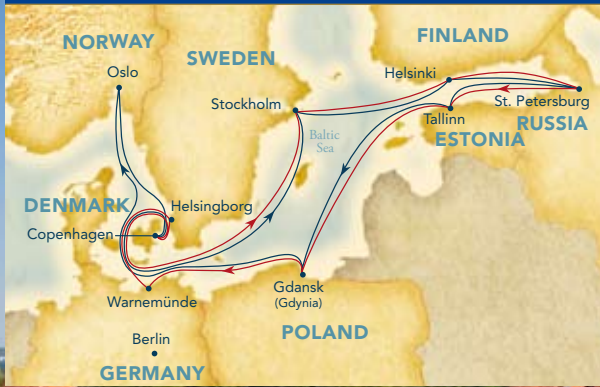 NORWAY
Oslo
SWEDEN
FINLAND
Helsinki
St. Petersburg
RUSSIA
Stockholm
Tallinn
ESTONIA
Baltic
Sea
DENMARK
Helsingborg
Copenhagen
Warnemünde
Gdansk
(Gdynia)
POLAND
Berlin
GERMANY